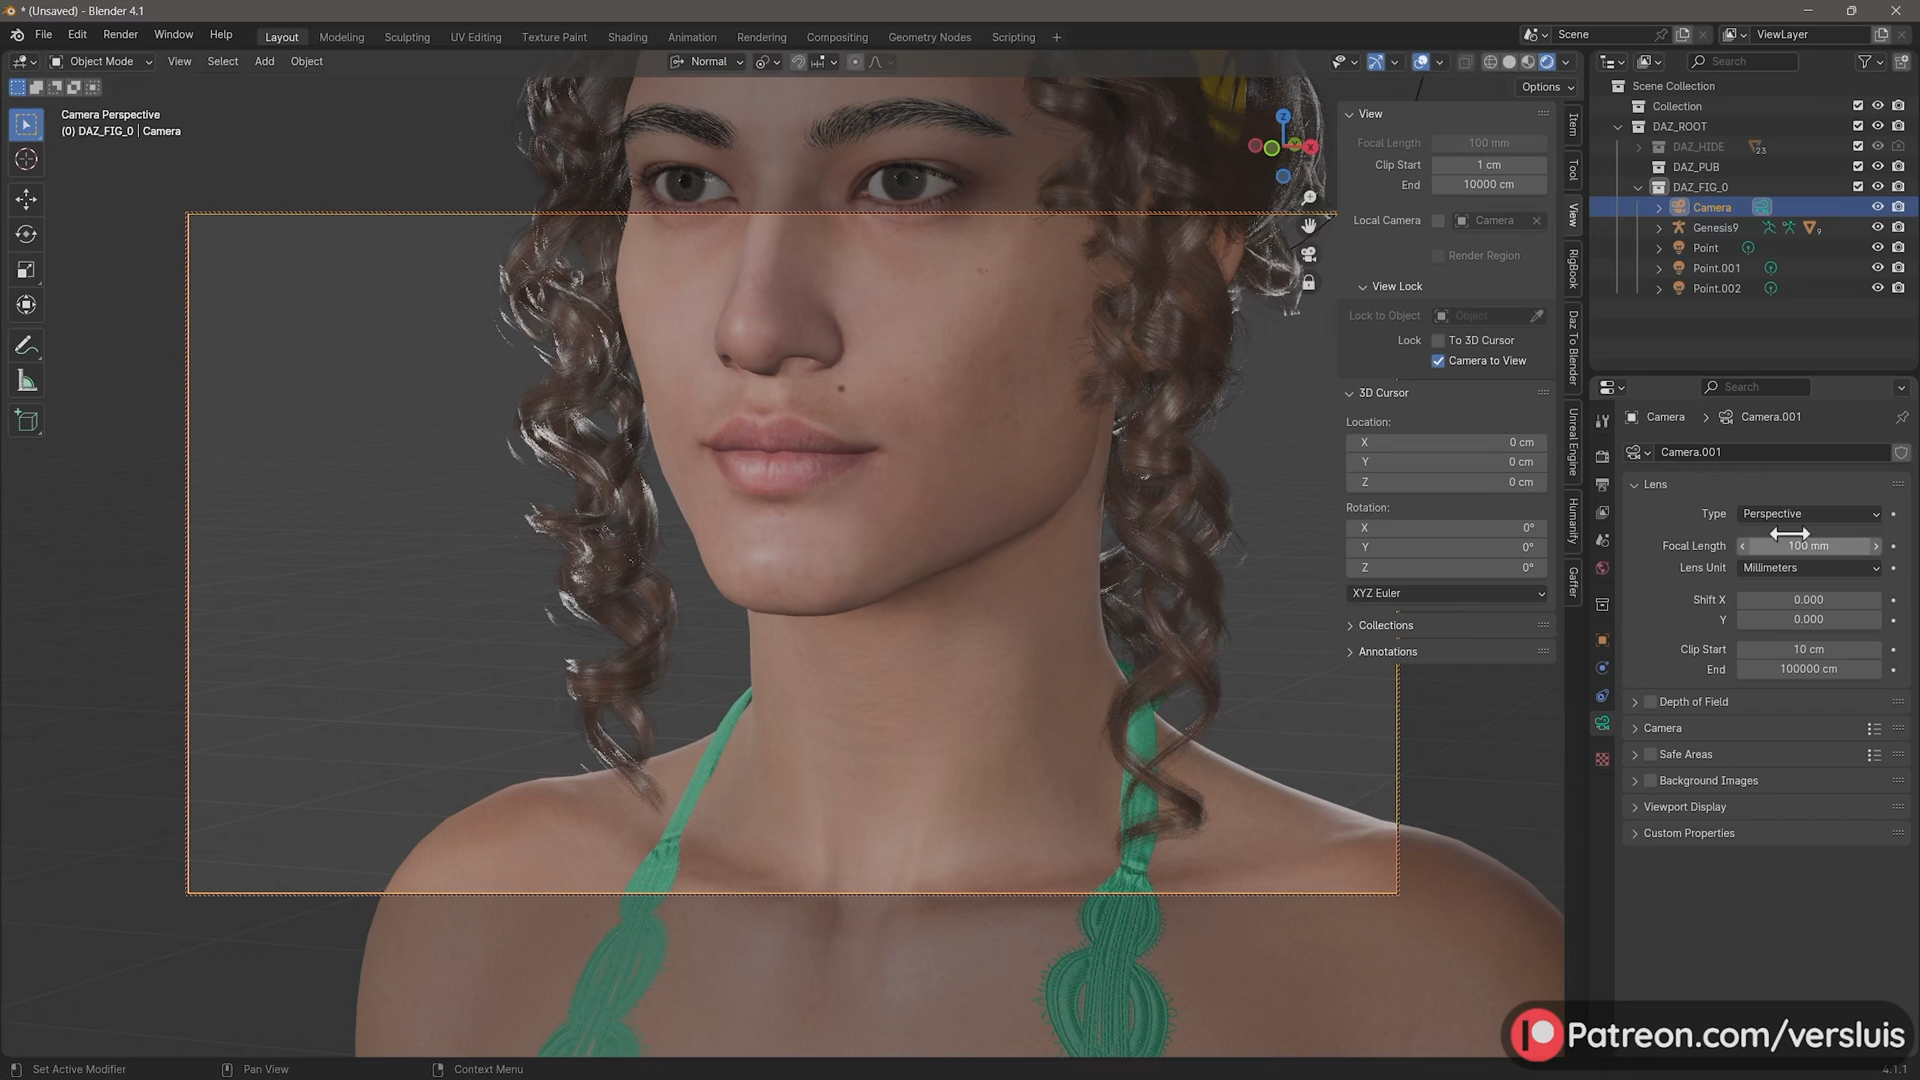 * (Unsaved) - Blender 4.1
File Edit Render Window Help Layout Modeling Sculpting UV Editing Texture Paint Shading Animation Rendering Compositing Geometry Nodes Scripting + Scene ViewLayer
Object Mode View Select Add Object Normal Search
Options
Camera Perspective
(0) DAZ_FIG_0 | Camera
Z
X
View
Focal Length 100 mm
Clip Start 1 cm
End 10000 cm
Local Camera Camera
Render Region
View Lock
Lock to Object Object
Lock To 3D Cursor
Camera to View
3D Cursor
Location:
X 0 cm
Y 0 cm
Z 0 cm
Rotation:
X 0°
Y 0°
Z 0°
XYZ Euler
Collections
Annotations
Item
Tool
View
RigBook
Daz To Blender
Unreal Engine
Humanify
Gaffer
Scene Collection
Collection
DAZ_ROOT
DAZ_HIDE 23
DAZ_PUB
DAZ_FIG_0
Camera
Genesis9 9
Point
Point.001
Point.002
Search
Camera > Camera.001
Camera.001
Lens
Type Perspective
Focal Length 100 mm
Lens Unit Millimeters
Shift X 0.000
Y 0.000
Clip Start 10 cm
End 100000 cm
Depth of Field
Camera
Safe Areas
Background Images
Viewport Display
Custom Properties
Patreon.com/versluis
Set Active Modifier Pan View Context Menu 4.1.1